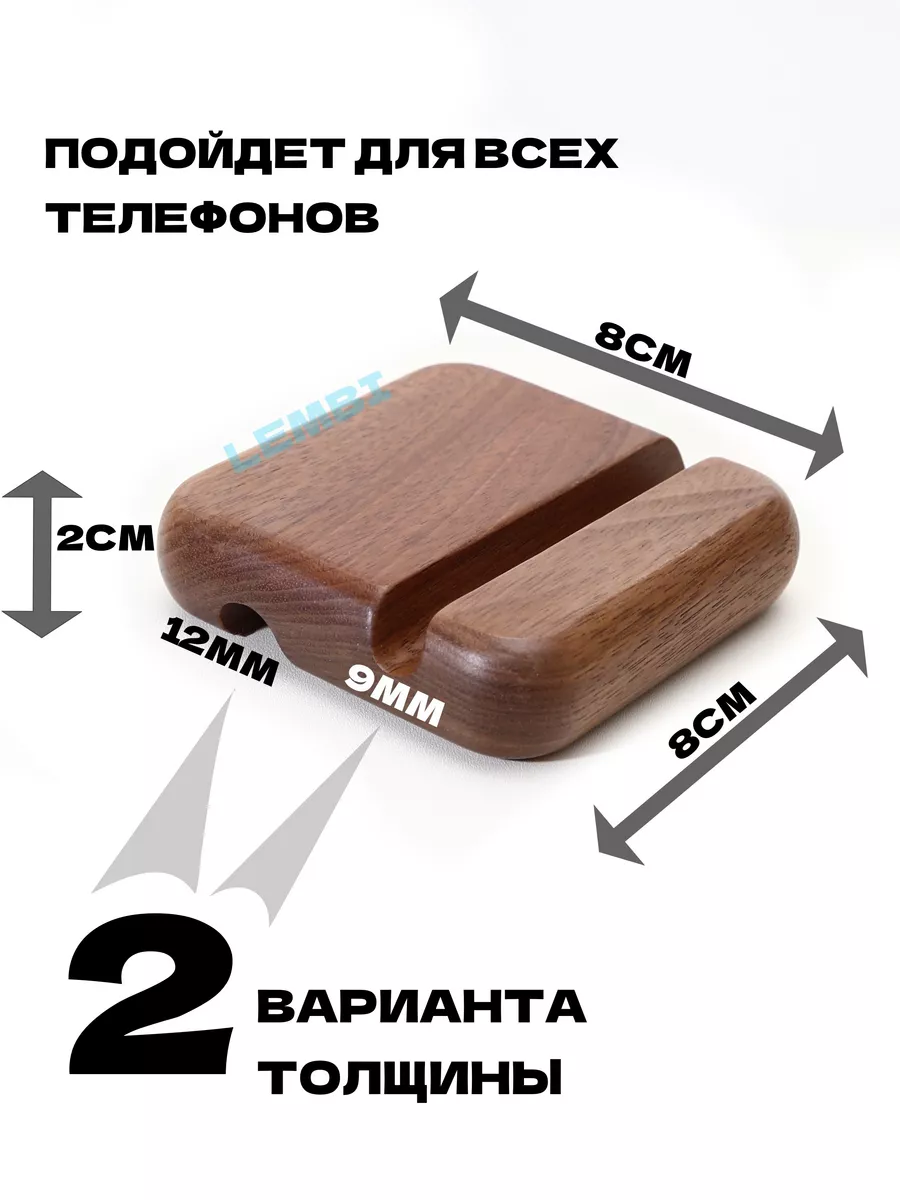 ПОДОЙДЕТ ДЛЯ ВСЕХ
ТЕЛЕФОНОВ
8СМ
LEMBI
2СМ
12ММ
9ММ
8СМ
2 ВАРИАНТА
ТОЛЩИНЫ